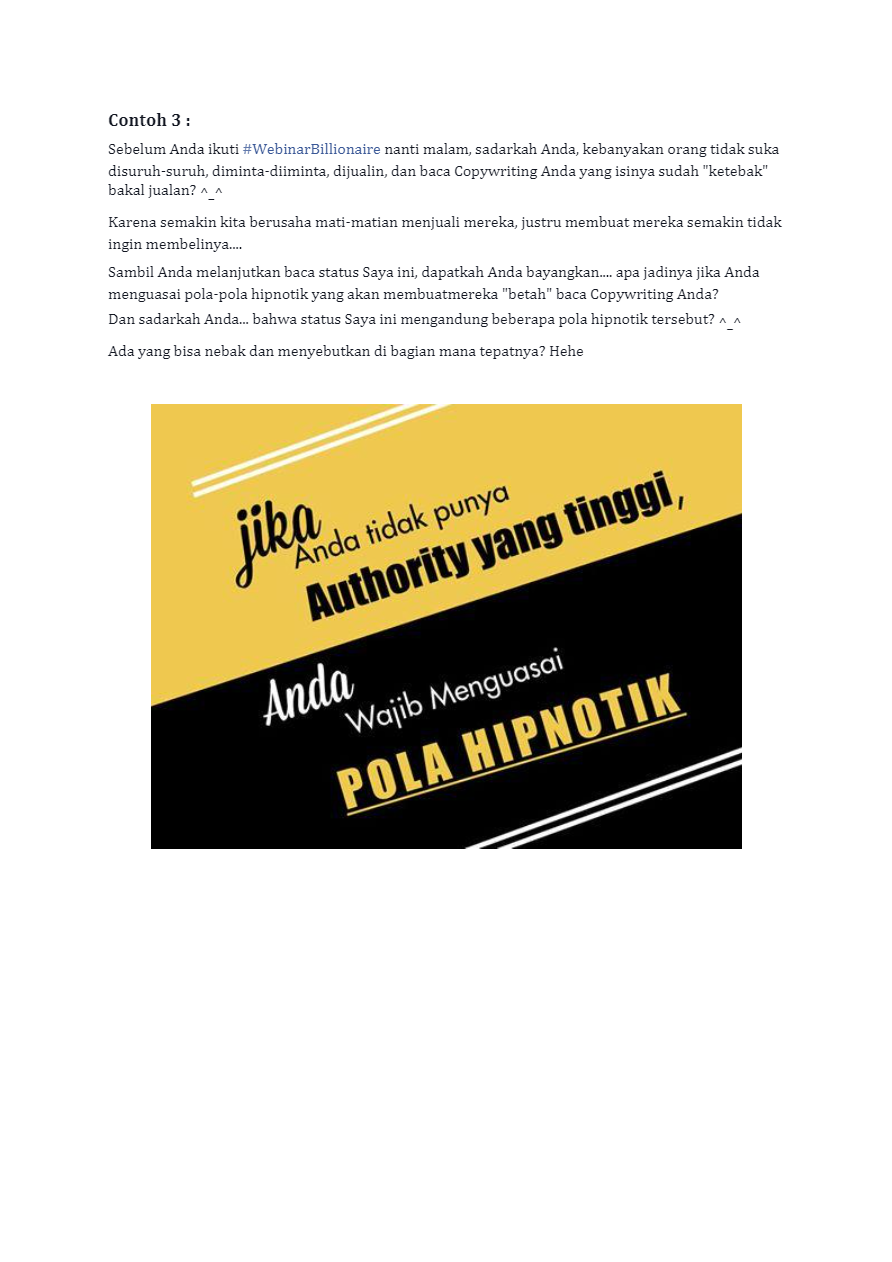 Contoh 3 :
Sebelum Anda ikuti #WebinarBillionaire nanti malam, sadarkah Anda, kebanyakan orang tidak suka
disuruh-suruh, diminta-diiminta, dijualin, dan baca Copywriting Anda yang isinya sudah "ketebak"
bakal jualan? ^_^
Karena semakin kita berusaha mati-matian menjuali mereka, justru membuat mereka semakin tidak
ingin membelinya....
Sambil Anda melanjutkan baca status Saya ini, dapatkah Anda bayangkan.... apa jadinya jika Anda
menguasai pola-pola hipnotik yang akan membuatmereka "betah" baca Copywriting Anda?
Dan sadarkah Anda... bahwa status Saya ini mengandung beberapa pola hipnotik tersebut? ^_^
Ada yang bisa nebak dan menyebutkan di bagian mana tepatnya? Hehe
jika
Anda tidak punya
Authority yang tinggi,
Anda
Wajib Menguasai
POLA HIPNOTIK